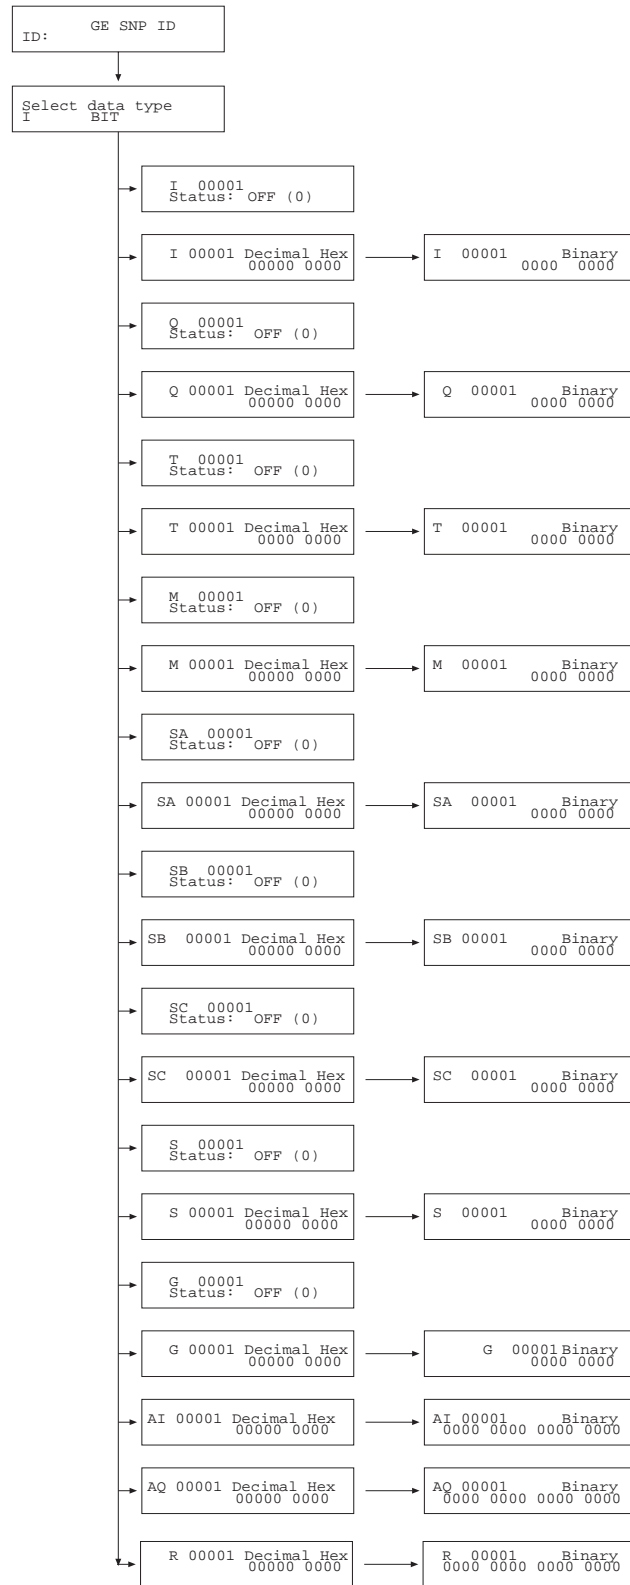 GE SNP ID
ID:
Select data type
I BIT
I 00001
Status: OFF (0)
I 00001 Decimal Hex
00000 0000
I 00001 Binary
0000 0000
Q 00001
Status: OFF (0)
Q 00001 Decimal Hex
00000 0000
Q 00001 Binary
0000 0000
T 00001
Status: OFF (0)
T 00001 Decimal Hex
0000 0000
T 00001 Binary
0000 0000
M 00001
Status: OFF (0)
M 00001 Decimal Hex
00000 0000
M 00001 Binary
0000 0000
SA 00001
Status: OFF (0)
SA 00001 Decimal Hex
00000 0000
SA 00001 Binary
0000 0000
SB 00001
Status: OFF (0)
SB 00001 Decimal Hex
00000 0000
SB 00001 Binary
0000 0000
SC 00001
Status: OFF (0)
SC 00001 Decimal Hex
00000 0000
SC 00001 Binary
0000 0000
S 00001
Status: OFF (0)
S 00001 Decimal Hex
00000 0000
S 00001 Binary
0000 0000
G 00001
Status: OFF (0)
G 00001 Decimal Hex
00000 0000
G 00001 Binary
0000 0000
AI 00001 Decimal Hex
00000 0000
AI 00001 Binary
0000 0000 0000 0000
AQ 00001 Decimal Hex
00000 0000
AQ 00001 Binary
0000 0000 0000 0000
R 00001 Decimal Hex
00000 0000
R 00001 Binary
0000 0000 0000 0000